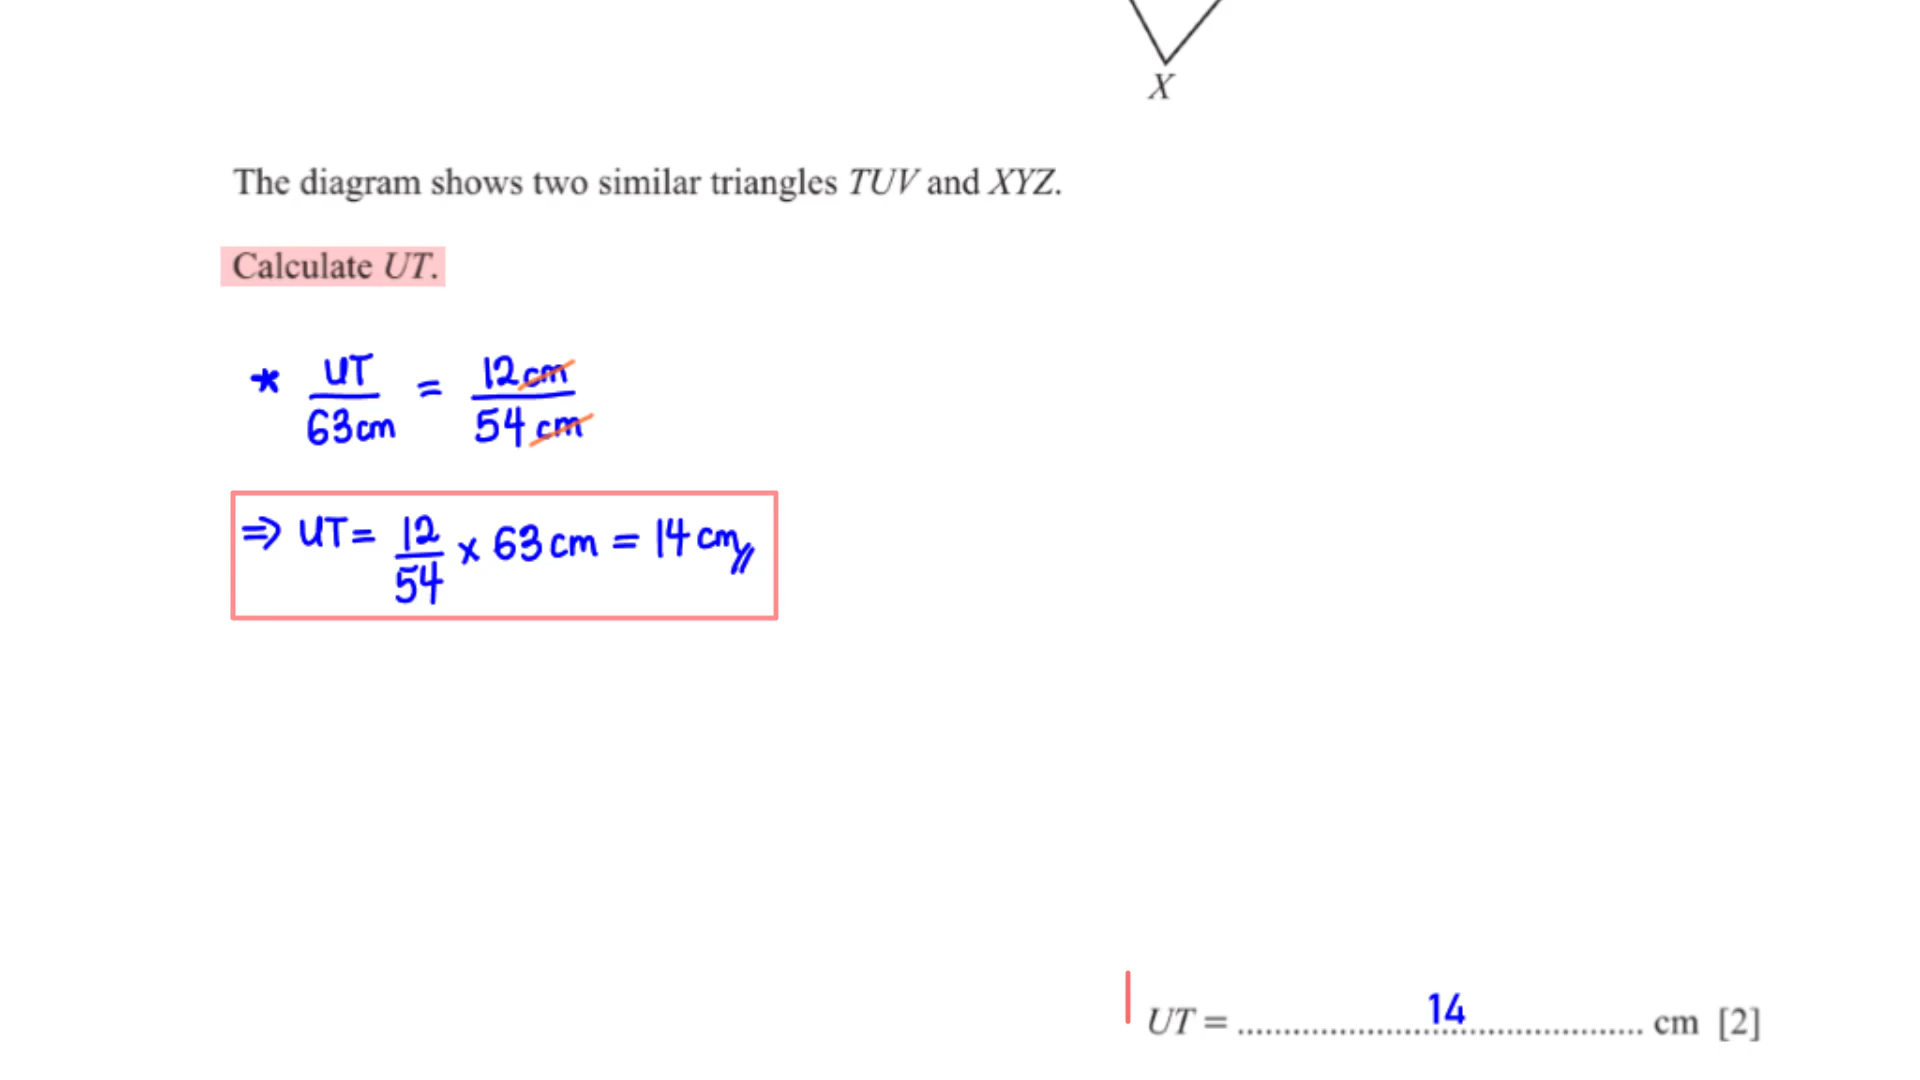 X
The diagram shows two similar triangles TUV and XYZ.
Calculate UT.
* UT/63cm = 12cm/54cm
⇒ UT = 12/54 × 63cm = 14cm//
UT = .......................14....................... cm [2]